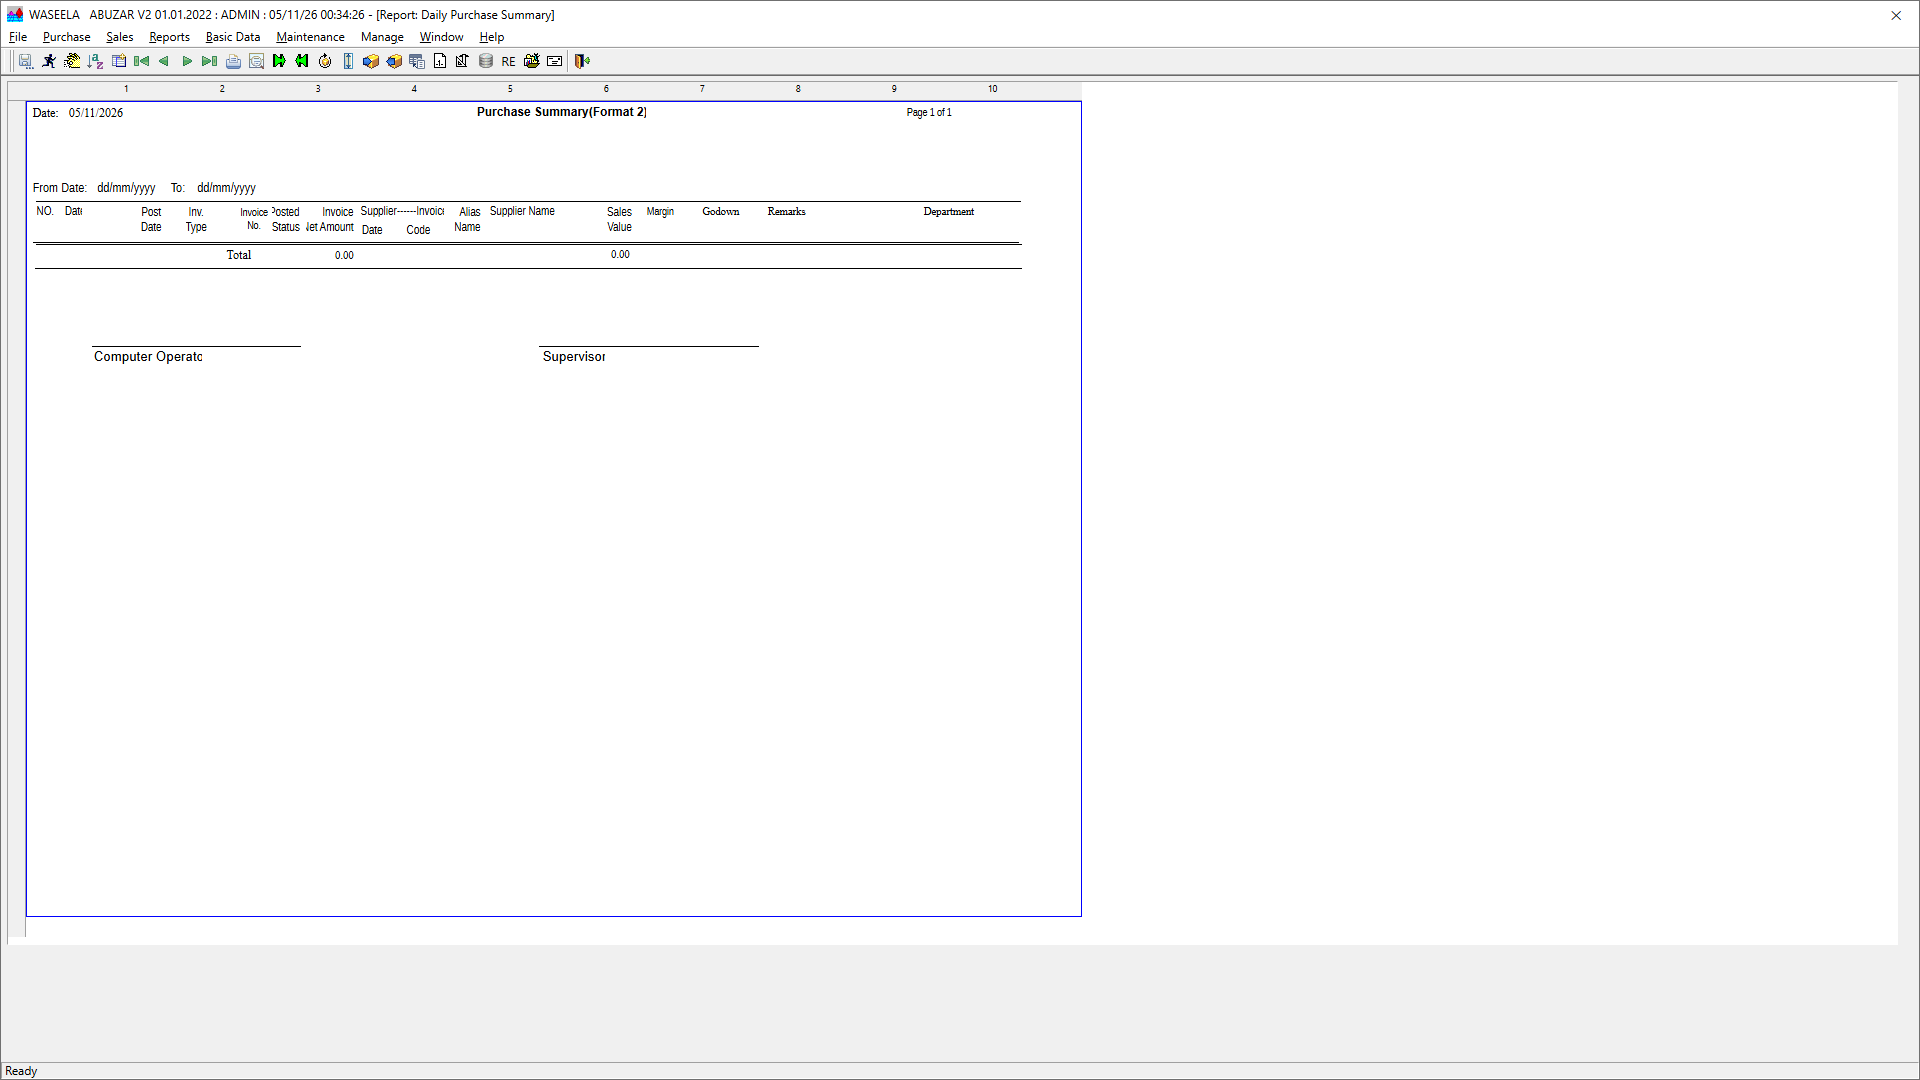 WASEELA   ABUZAR V2 01.01.2022 : ADMIN : 05/11/26 00:34:26 - [Report: Daily Purchase Summary]
File Purchase Sales Reports Basic Data Maintenance Manage Window Help
RE
1 2 3 4 5 6 7 8 9 10
Date: 05/11/2026 Purchase Summary(Format 2) Page 1 of 1
From Date: dd/mm/yyyy To: dd/mm/yyyy
NO. Date Post Inv. Invoice Posted Invoice Supplier------Invoice Alias Supplier Name Sales Margin Godown Remarks Department
Date Type No. Status Net Amount Date Code Name Value
Total 0.00 0.00
Computer Operato Supervisor
Ready